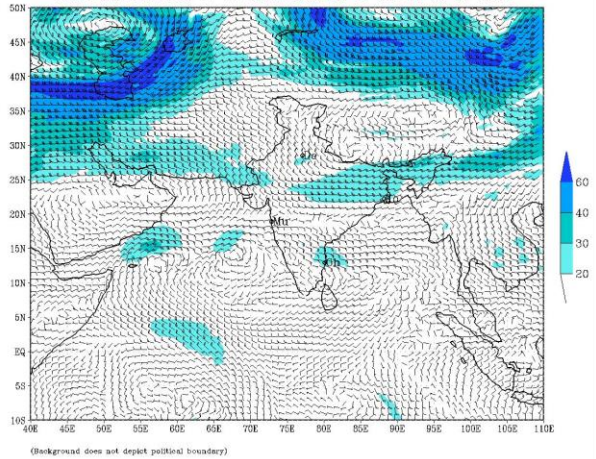 50N
45N
40N
35N
30N
25N
20N
15N
10N
5N
EQ
5S
10S
40E 45E 50E 55E 60E 65E 70E 75E 80E 85E 90E 95E 100E 105E 110E
60
40
30
20
De
Mu
Ch
(Background does not depict political boundary)